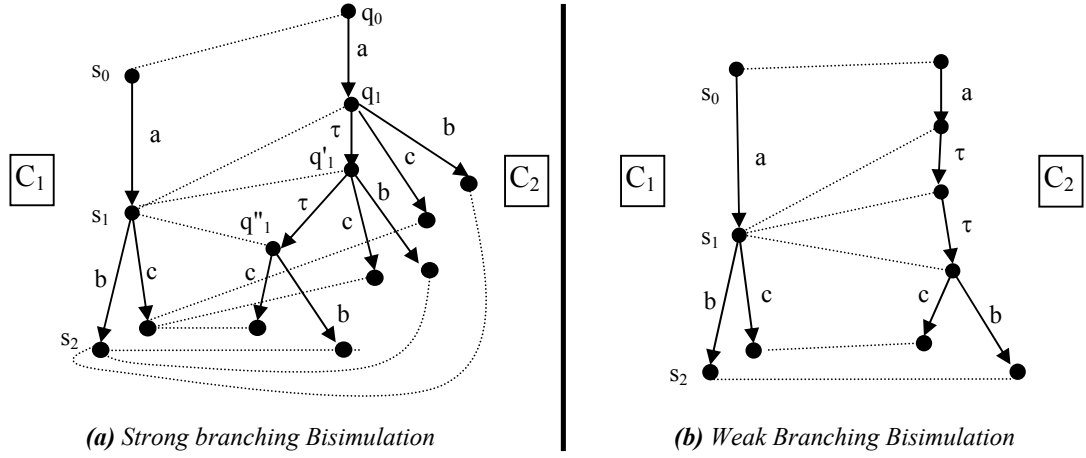 q0
s0
a
a
q1
b
τ
c
C1
q'1
C2
s1
τ
b
q''1
c
b
c
c
b
s2
(a) Strong branching Bisimulation
s0
a
τ
a
C1
C2
s1
τ
b
c
c
b
s2
(b) Weak Branching Bisimulation